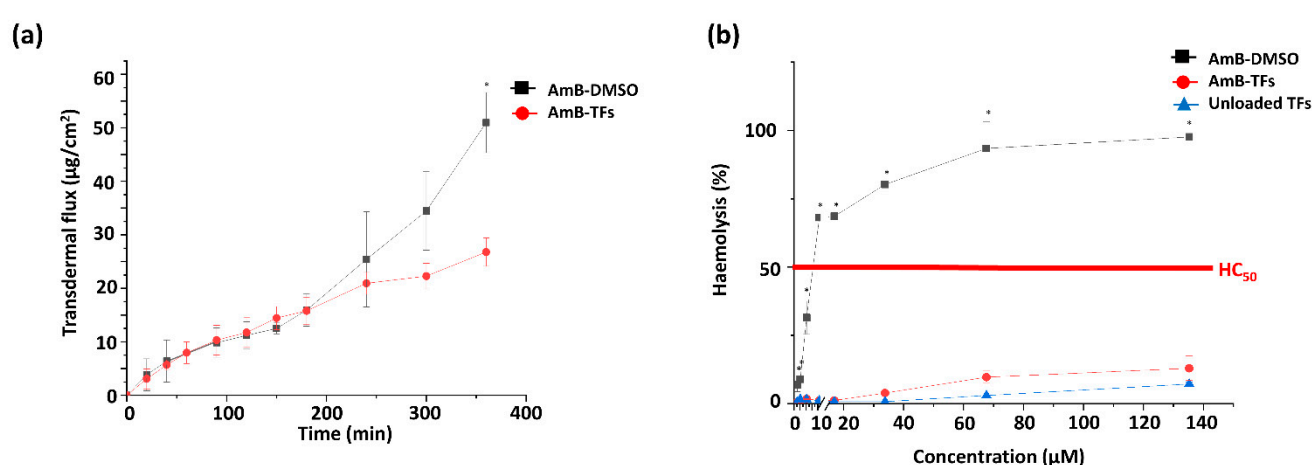 (a)
AmB-DMSO
AmB-TFs
Transdermal flux (µg/cm²)
60
50
40
30
20
10
0
*
0 100 200 300 400
Time (min)
(b)
AmB-DMSO
AmB-TFs
Unloaded TFs
Haemolysis (%)
100
50
0
* * * * * * * *
HC₅₀
0 10 20 40 60 80 100 120 140
Concentration (µM)